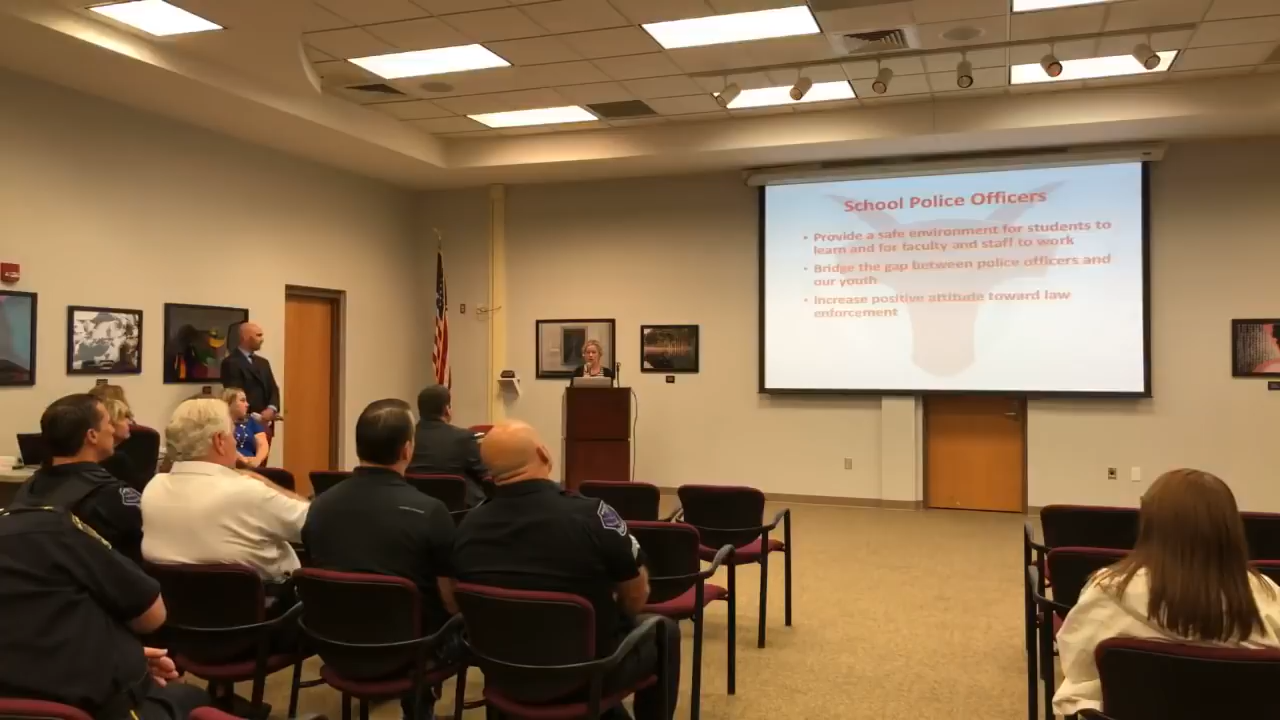 School Police Officers
• Provide a safe environment for students to
learn and for faculty and staff to work
• Bridge the gap between police officers and
our youth
• Increase positive attitude toward law
enforcement